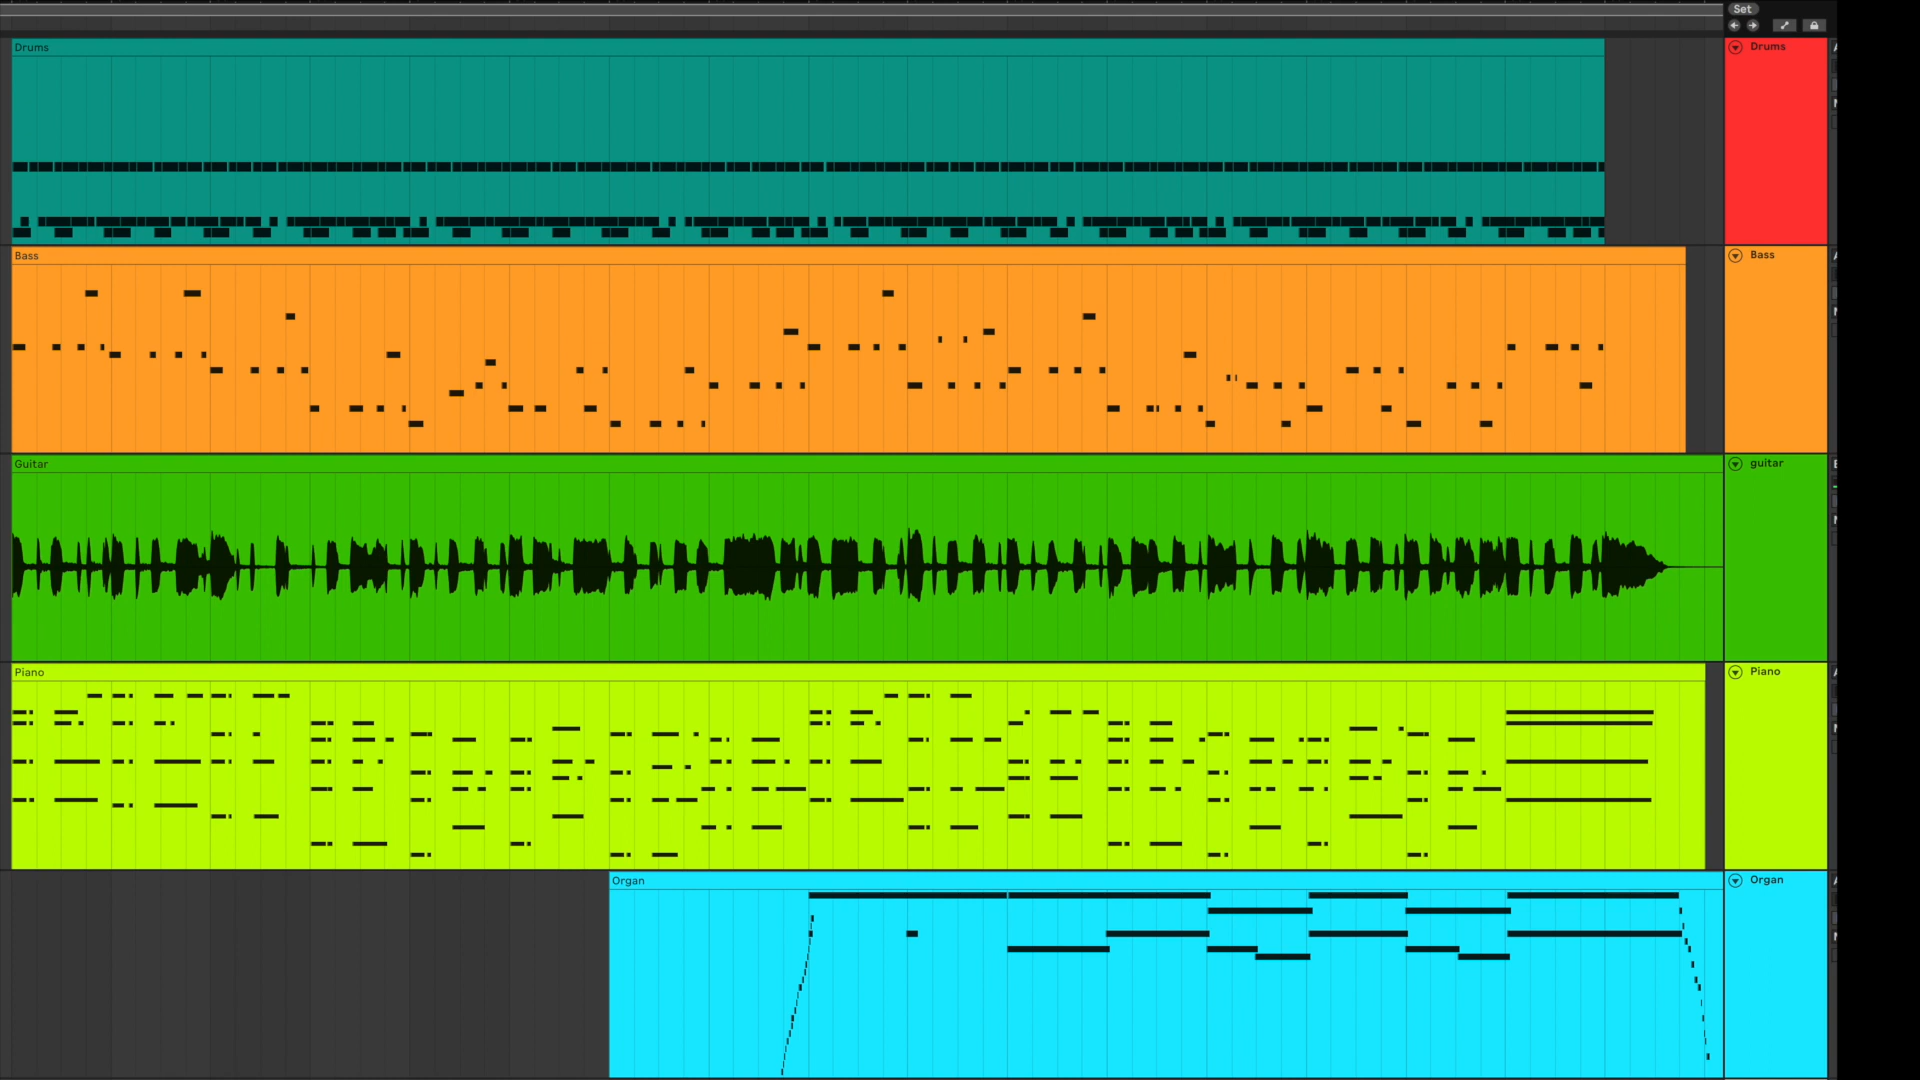 Set
Drums
Drums
Bass
Bass
Guitar
guitar
Piano
Piano
Organ
Organ